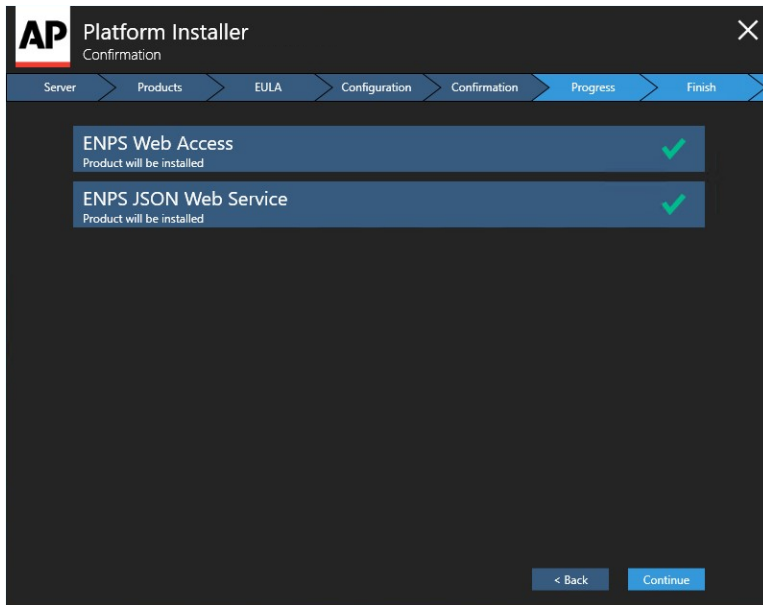 AP
Platform Installer
Confirmation
Server Products EULA Configuration Confirmation Progress Finish
ENPS Web Access
Product will be installed
ENPS JSON Web Service
Product will be installed
< Back Continue